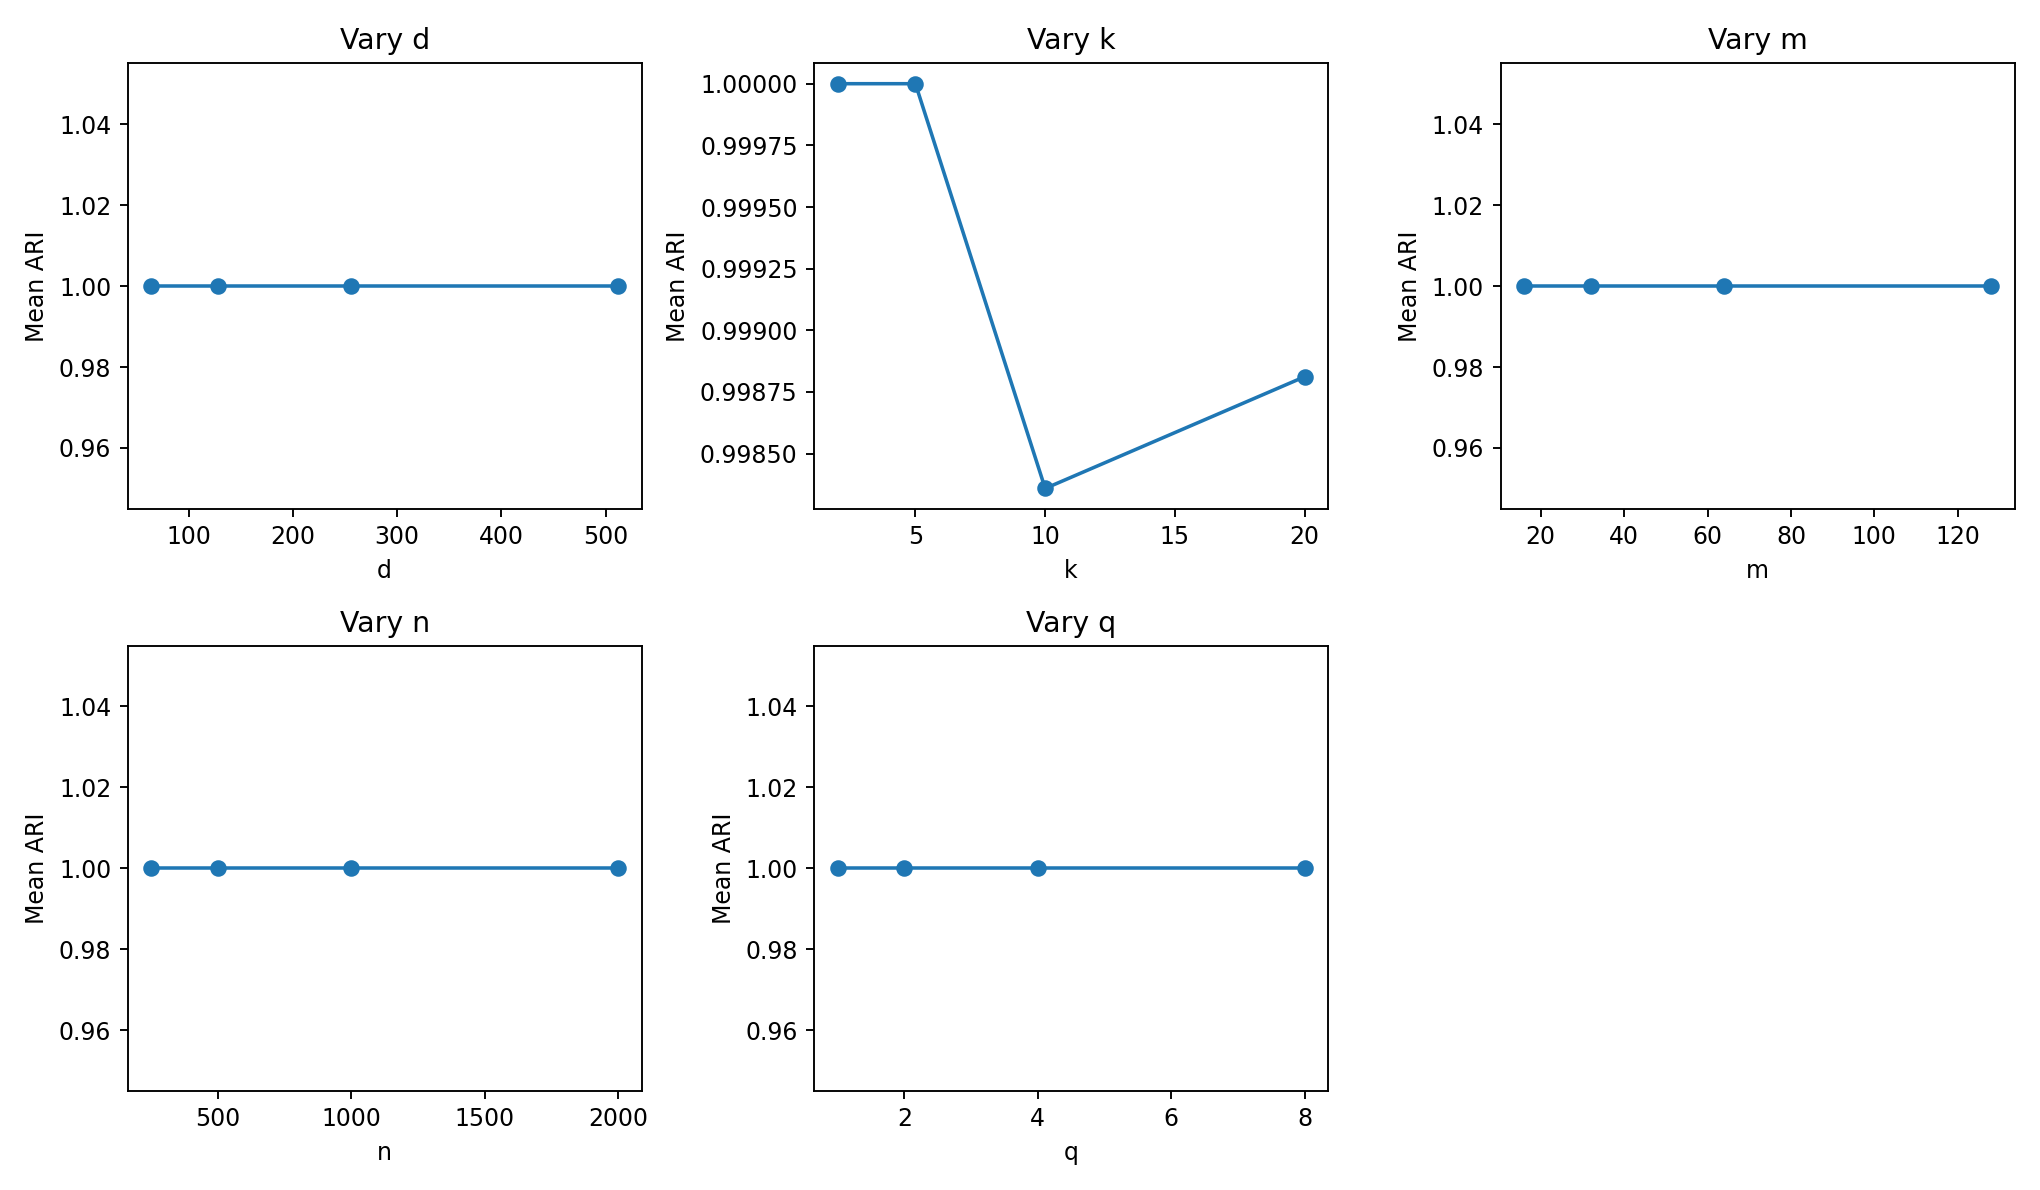 Vary d
Mean ARI
1.04
1.02
1.00
0.98
0.96
100 200 300 400 500
d
Vary k
Mean ARI
1.00000
0.99975
0.99950
0.99925
0.99900
0.99875
0.99850
5 10 15 20
k
Vary m
Mean ARI
1.04
1.02
1.00
0.98
0.96
20 40 60 80 100 120
m
Vary n
Mean ARI
1.04
1.02
1.00
0.98
0.96
500 1000 1500 2000
n
Vary q
Mean ARI
1.04
1.02
1.00
0.98
0.96
2 4 6 8
q